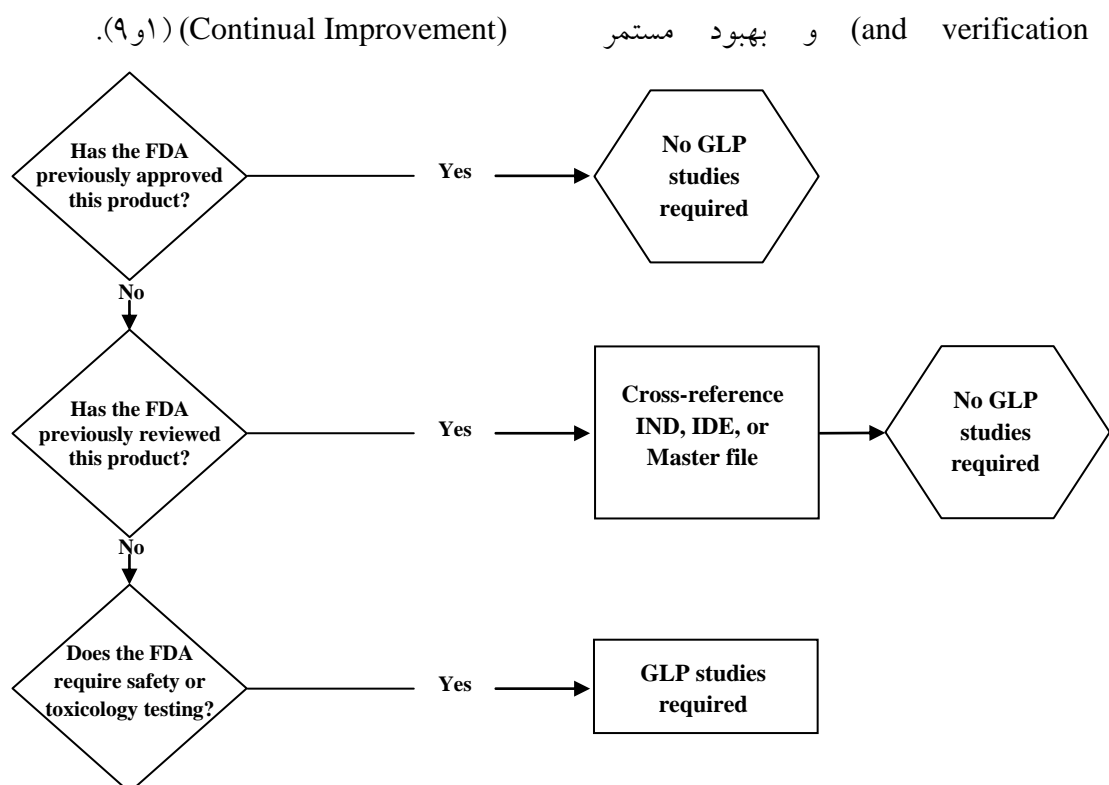 and verification) و بهبود مستمر (Continual Improvement) (۱و۹).
Has the FDA
previously approved
this product?
Yes
No GLP
studies
required
No
Has the FDA
previously reviewed
this product?
Yes
Cross-reference
IND, IDE, or
Master file
No GLP
studies
required
No
Does the FDA
require safety or
toxicology testing?
Yes
GLP studies
required